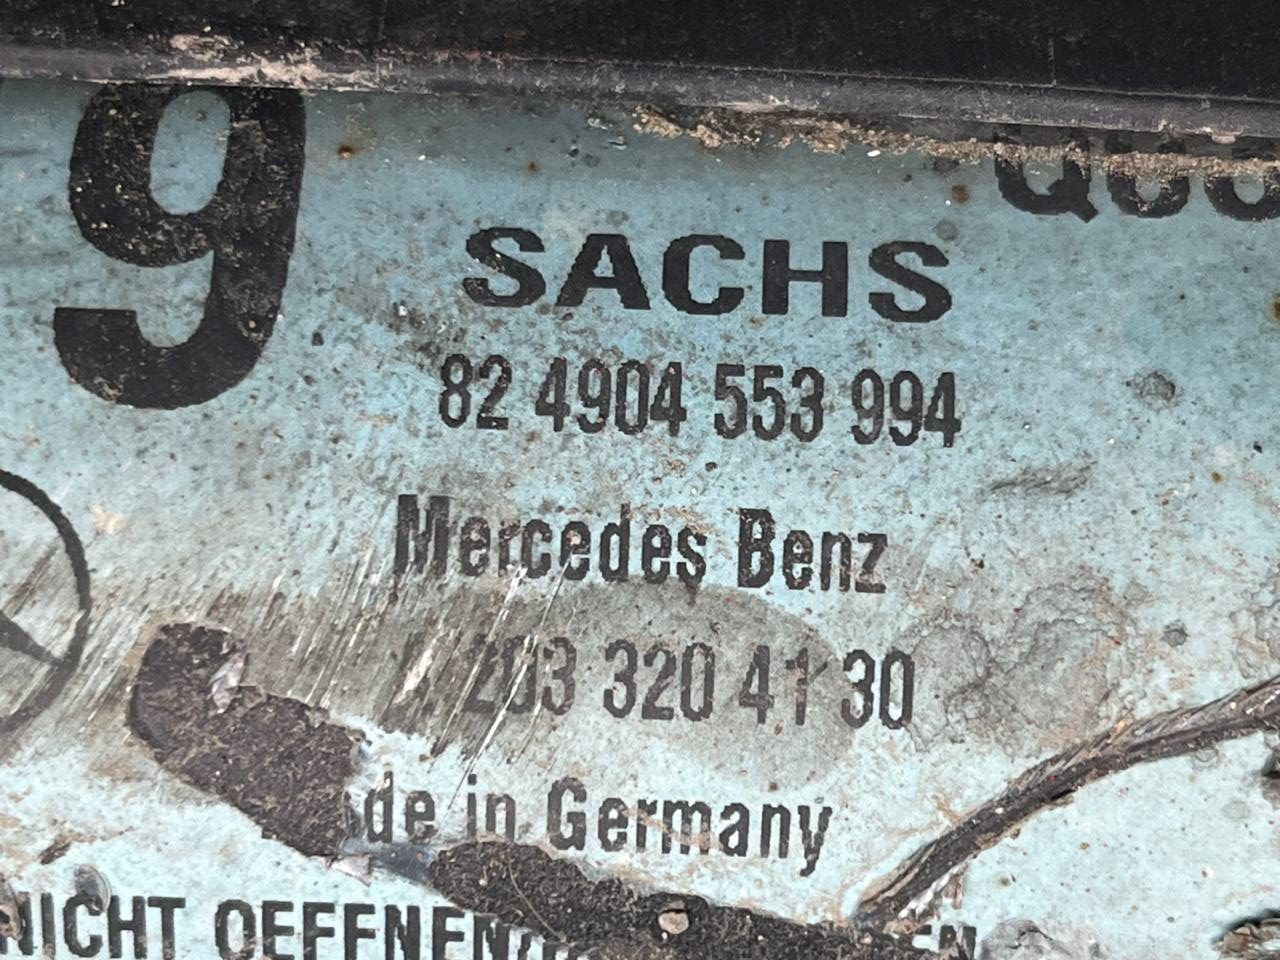 9
SACHS
82 4904 553 994
Mercedes Benz
203 320 41 30
de in Germany
NICHT OEFFNEN/